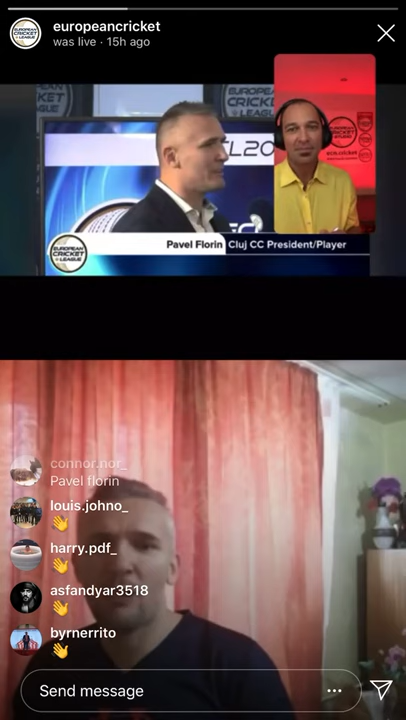 europeancricket
was live · 15h ago
EUROPEAN
CRICKET
LEAGUE
Pavel Florin Cluj CC President/Player
connor.nor_
Pavel florin
louis.johno_
👋
harry.pdf_
👋
asfandyar3518
👋
byrnerrito
👋
Send message